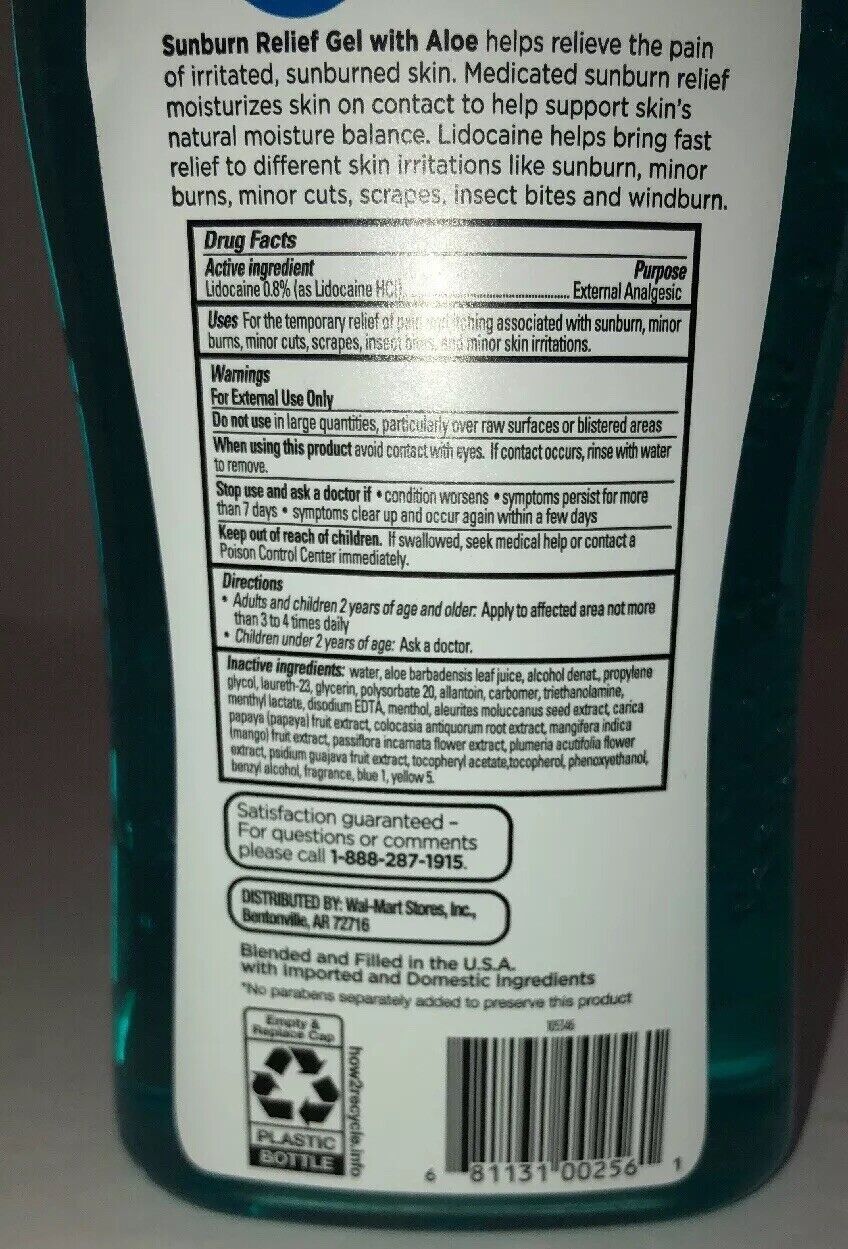 Sunburn Relief Gel with Aloe helps relieve the pain
of irritated, sunburned skin. Medicated sunburn relief
moisturizes skin on contact to help support skin's
natural moisture balance. Lidocaine helps bring fast
relief to different skin irritations like sunburn, minor
burns, minor cuts, scrapes, insect bites and windburn.
Drug Facts
Active ingredient Purpose
Lidocaine 0.8% (as Lidocaine HCl)........................ External Analgesic
Uses For the temporary relief of pain and itching associated with sunburn, minor
burns, minor cuts, scrapes, insect bites, and minor skin irritations.
Warnings
For External Use Only
Do not use in large quantities, particularly over raw surfaces or blistered areas
When using this product avoid contact with eyes. If contact occurs, rinse with water
to remove.
Stop use and ask a doctor if • condition worsens • symptoms persist for more
than 7 days • symptoms clear up and occur again within a few days
Keep out of reach of children. If swallowed, seek medical help or contact a
Poison Control Center immediately.
Directions
• Adults and children 2 years of age and older: Apply to affected area not more
than 3 to 4 times daily
• Children under 2 years of age: Ask a doctor.
Inactive ingredients: water, aloe barbadensis leaf juice, alcohol denat., propylene
glycol, laureth-23, glycerin, polysorbate 20, allantoin, carbomer, triethanolamine,
menthyl lactate, disodium EDTA, menthol, aleurites moluccanus seed extract, carica
papaya (papaya) fruit extract, colocasia antiquorum root extract, mangifera indica
(mango) fruit extract, passiflora incarnata flower extract, plumeria acutifolia flower
extract, psidium guajava fruit extract, tocopheryl acetate,tocopherol, phenoxyethanol,
benzyl alcohol, fragrance, blue 1, yellow 5.
Satisfaction guaranteed –
For questions or comments
please call 1-888-287-1915.
DISTRIBUTED BY: Wal-Mart Stores, Inc.,
Bentonville, AR 72716
Blended and Filled in the U.S.A.
with Imported and Domestic Ingredients
*No parabens separately added to preserve this product
Empty &
Replace Cap
PLASTIC
BOTTLE
how2recycle.info
6 81131 00256 1